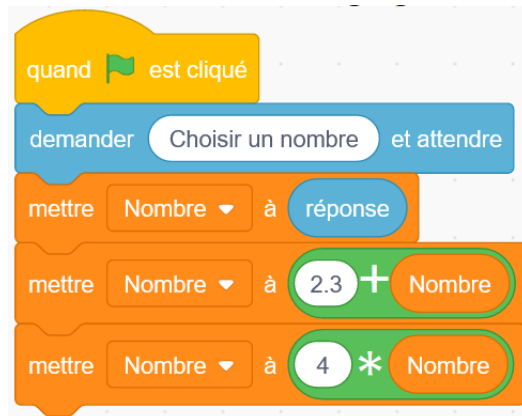 quand est cliqué
demander Choisir un nombre et attendre
mettre Nombre à réponse
mettre Nombre à 2.3 + Nombre
mettre Nombre à 4 * Nombre